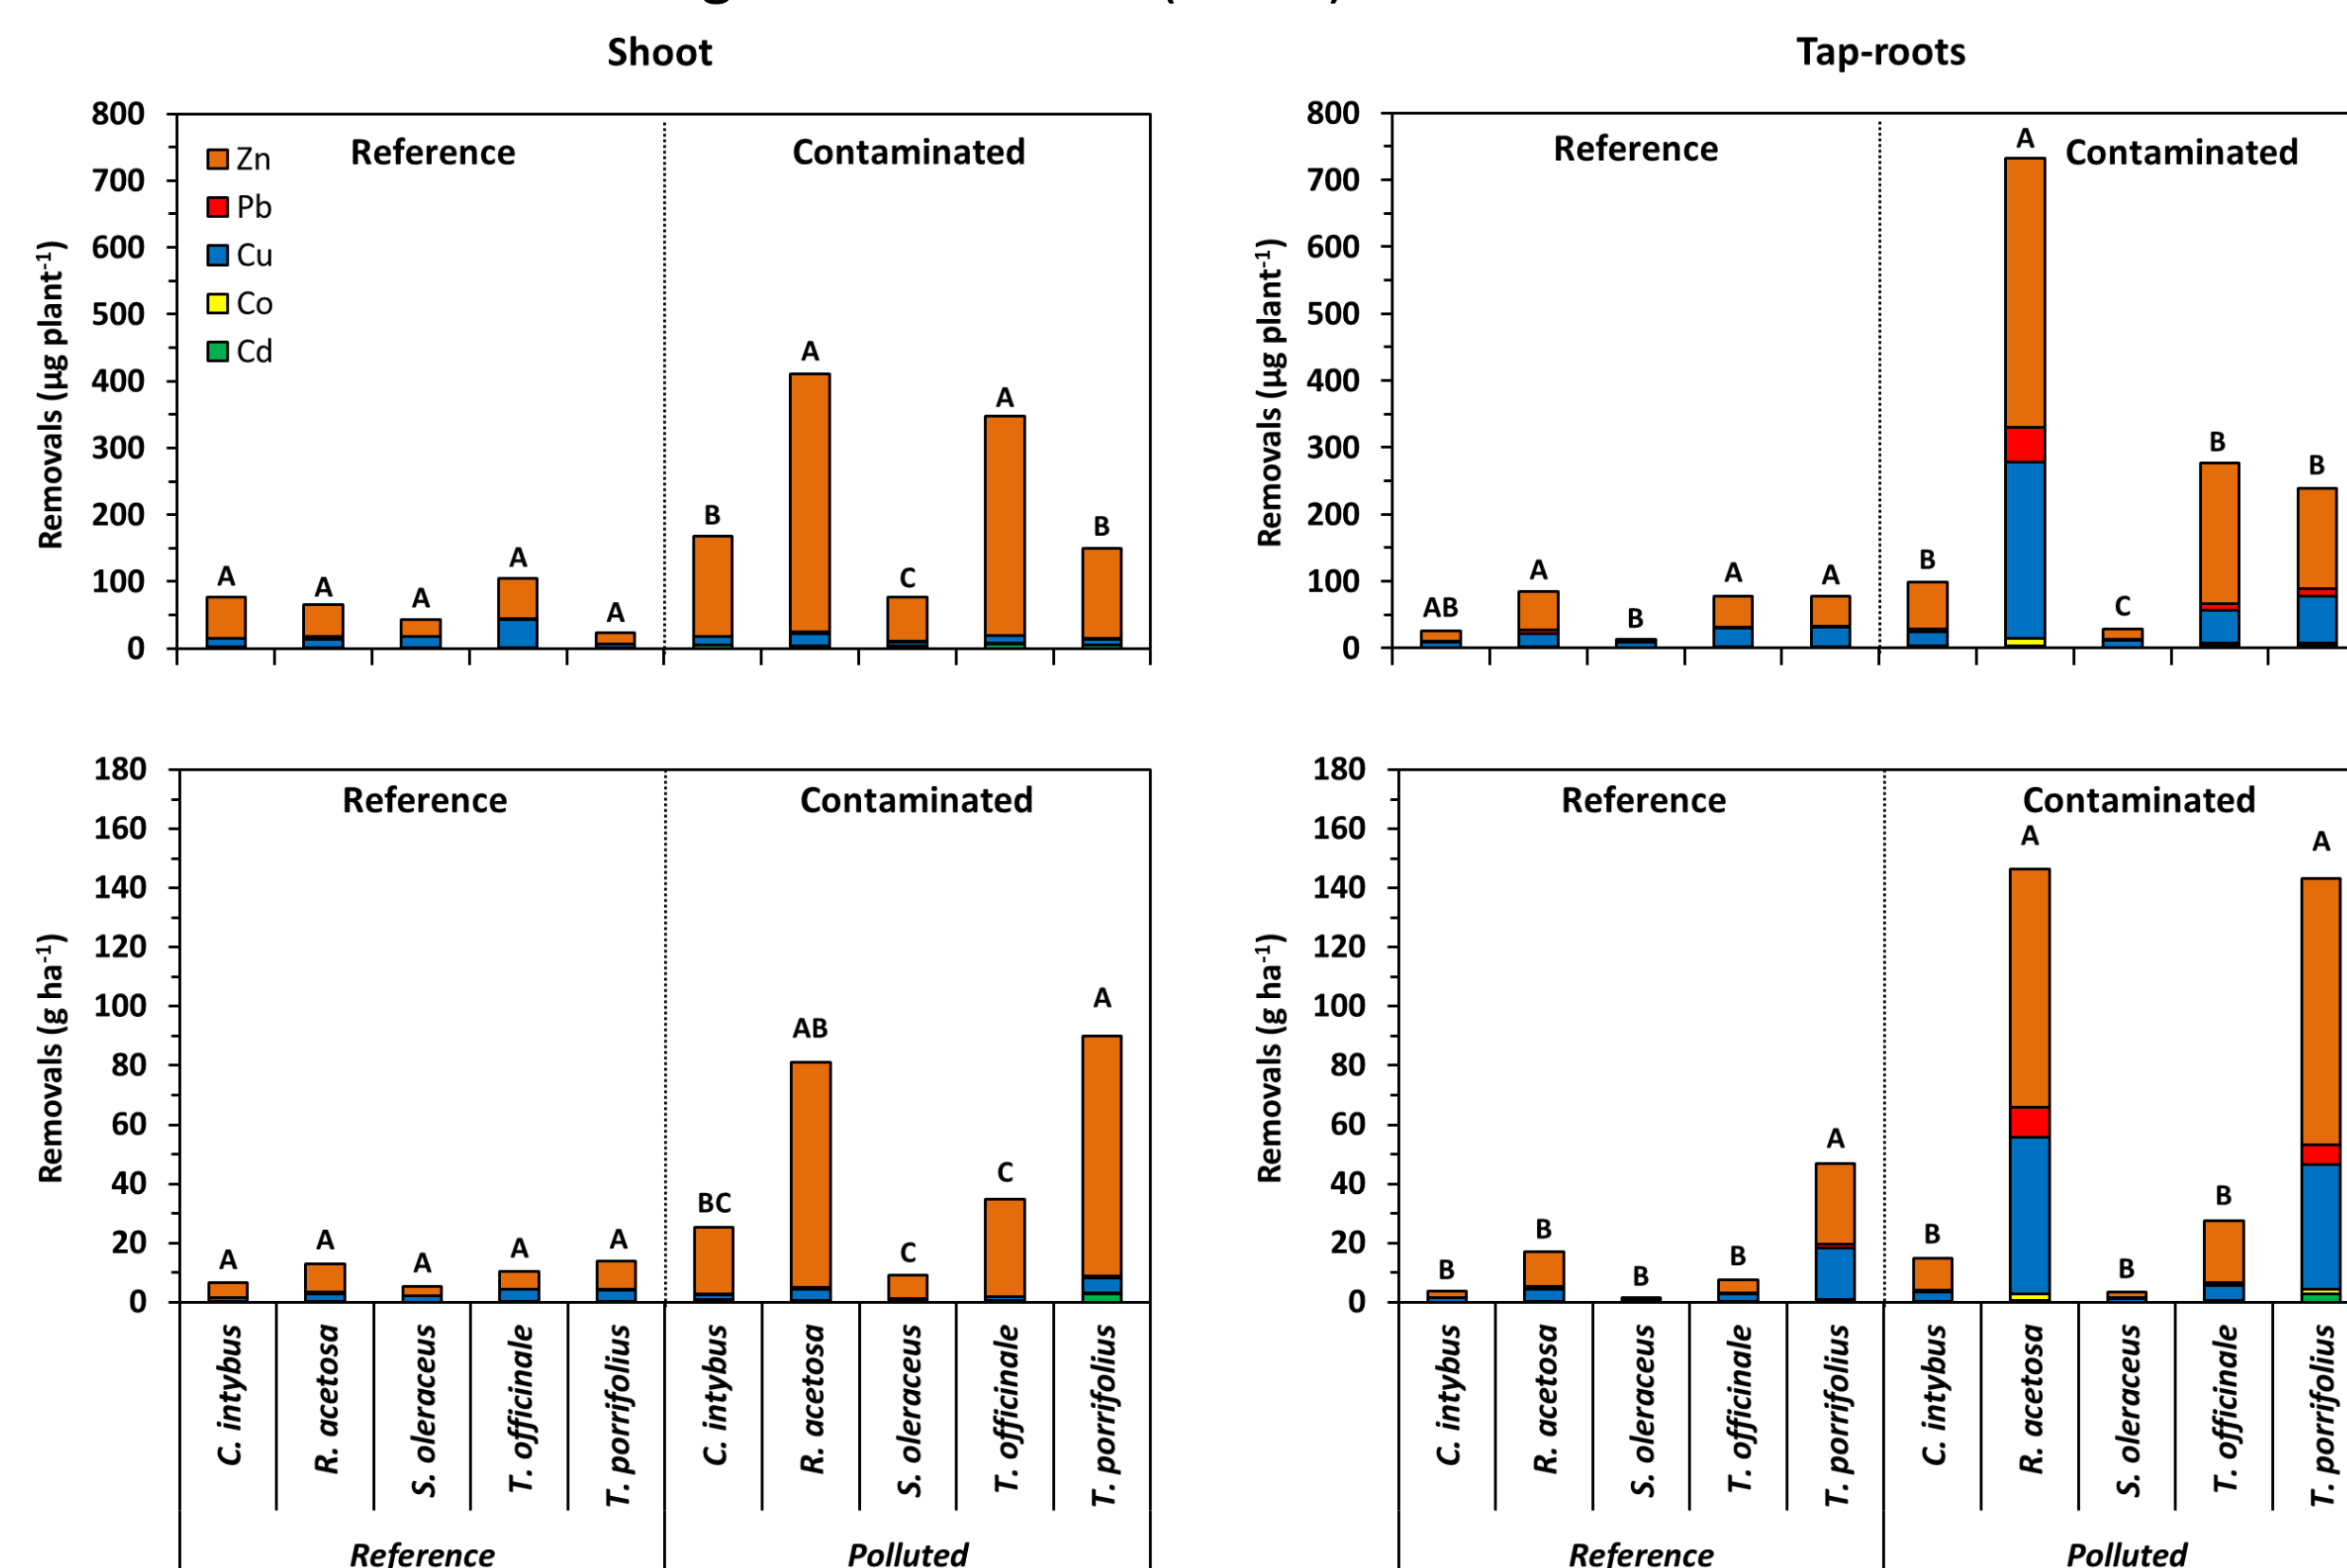 Shoot
Tap-roots
Removals (µg plant-1)
800
700
600
500
400
300
200
100
0
Zn
Pb
Cu
Co
Cd
Reference
Contaminated
A
A
A
A
A
B
A
C
A
B
Removals (µg plant-1)
800
700
600
500
400
300
200
100
0
Reference
Contaminated
AB
A
B
A
A
B
A
C
B
B
Removals (g ha-1)
180
160
140
120
100
80
60
40
20
0
Reference
Contaminated
A
A
A
A
A
BC
AB
C
C
A
C. intybus
R. acetosa
S. oleraceus
T. officinale
T. porrifolius
C. intybus
R. acetosa
S. oleraceus
T. officinale
T. porrifolius
Reference
Polluted
Removals (g ha-1)
180
160
140
120
100
80
60
40
20
0
Reference
Contaminated
B
B
B
B
A
B
A
B
B
A
C. intybus
R. acetosa
S. oleraceus
T. officinale
T. porrifolius
C. intybus
R. acetosa
S. oleraceus
T. officinale
T. porrifolius
Reference
Polluted